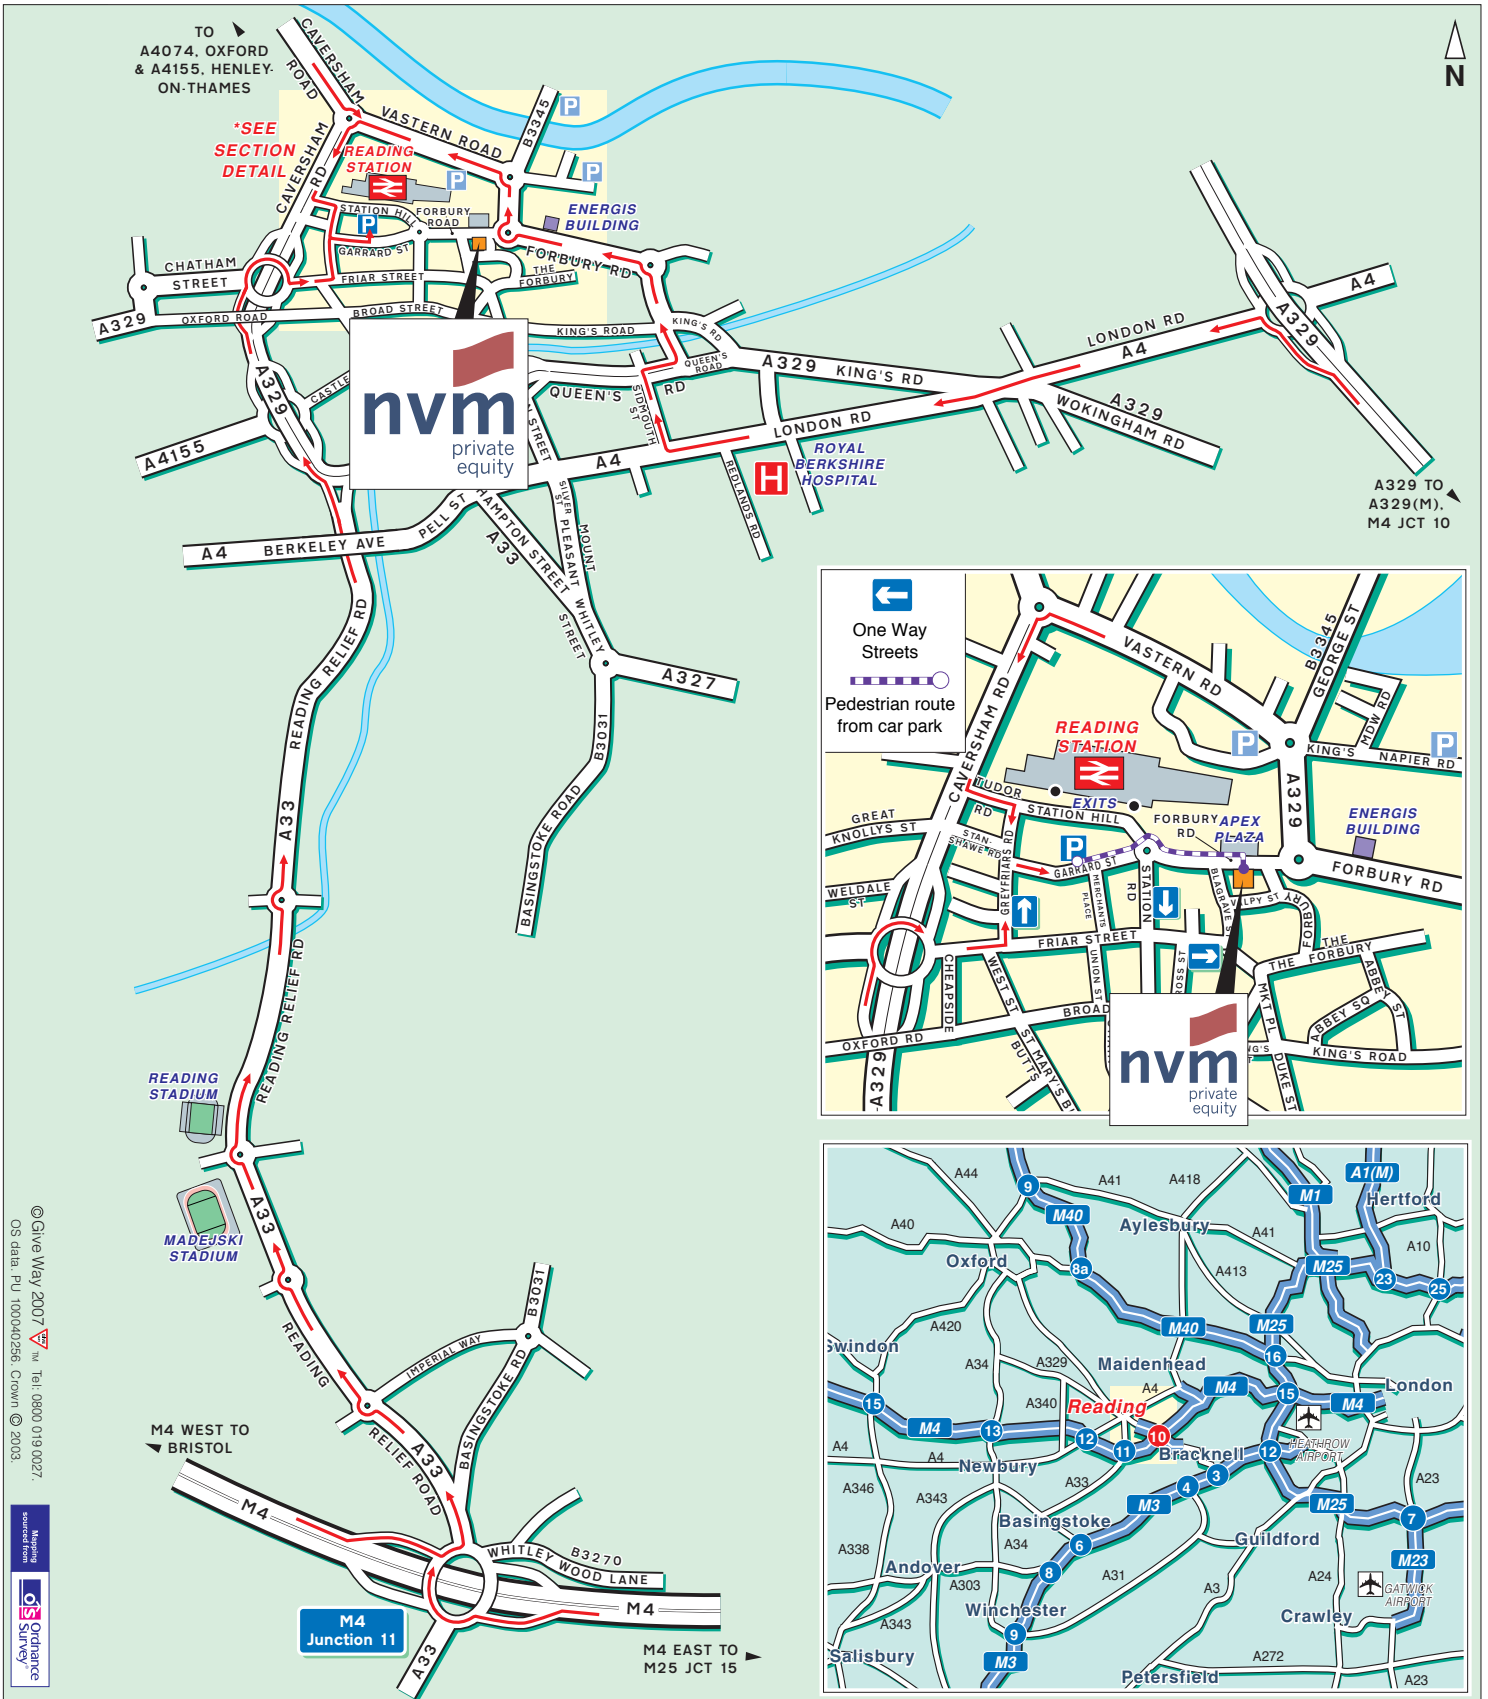 TO
A4074, OXFORD
& A4155, HENLEY-
ON-THAMES
CAVERSHAM
ROAD
VASTERN ROAD
B3345
P
N
*SEE
SECTION
DETAIL
CAVERSHAM
RD
READING
STATION
P
P
STATION HILL
FORBURY
ROAD
P
GARRARD ST
ENERGIS
BUILDING
FORBURY RD
THE
FORBURY
CHATHAM
STREET
FRIAR STREET
A329
OXFORD ROAD
BROAD STREET
KING'S ROAD
KING'S RD
QUEEN'S
ROAD
A329
KING'S RD
LONDON RD
A4
A4
A329
A329
WOKINGHAM RD
A329
CASTLE
A4155
nvm
private
equity
QUEEN'S
RD
SIDMOUTH
ST
N STREET
LONDON RD
A4
ROYAL
BERKSHIRE
HOSPITAL
H
REDLANDS RD
A329 TO
A329(M),
M4 JCT 10
A4
BERKELEY AVE
PELL ST
HAMPTON STREET
A33
SILVER
ST
MOUNT
PLEASANT
WHITLEY
STREET
A327
B3031
BASINGSTOKE ROAD
READING RELIEF RD
A33
READING RELIEF RD
READING
STADIUM
MADEJSKI
STADIUM
A33
READING
RELIEF ROAD
A33
IMPERIAL WAY
B3031
BASINGSTOKE RD
M4 WEST TO
BRISTOL
M4
WHITLEY WOOD LANE
B3270
M4
M4
Junction 11
A33
M4 EAST TO
M25 JCT 15
One Way
Streets
Pedestrian route
from car park
VASTERN RD
B3345
GEORGE ST
MDW RD
KING'S
NAPIER RD
P
P
CAVERSHAM RD
READING
STATION
TUDOR
RD
EXITS
STATION HILL
FORBURY
RD
APEX
PLAZA
A329
ENERGIS
BUILDING
FORBURY RD
GREAT
KNOLLYS ST
STAN-
SHAWE RD
GREYFRIARS RD
P
GARRARD ST
MERCHANTS
PLACE
STATION
RD
BLAGRAVE ST
VALPY ST
FORBURY
WELDALE
ST
FRIAR STREET
THE
THE FORBURY
CHEAPSIDE
WEST ST
UNION ST
ROSS ST
MKT PL
ABBEY SQ
ABBEY ST
OXFORD RD
BROAD
ST MARY'S
BUTTS
KING'S ROAD
DUKE ST
A329
nvm
private
equity
A44
9
M40
A41
A418
M1
A1(M)
Hertford
A40
Aylesbury
A41
A10
Oxford
8a
A413
M25
23
25
A420
M40
M25
Swindon
A34
A329
Maidenhead
16
15
A340
A4
M4
15
London
M4
M4
Reading
13
12
11
10
Bracknell
12
HEATHROW
AIRPORT
A4
A4
Newbury
A33
4
3
A23
A346
A343
M3
M25
7
Basingstoke
6
Guildford
A338
A34
M23
Andover
8
A303
A31
A3
A24
GATWICK
AIRPORT
Winchester
Crawley
A343
9
Salisbury
M3
A272
Petersfield
A23
© Give Way 2007 TM Tel: 0800 019 0027.
OS data. PU 100040256. Crown © 2003.
Mapping
sourced from
OS
Ordnance
Survey®